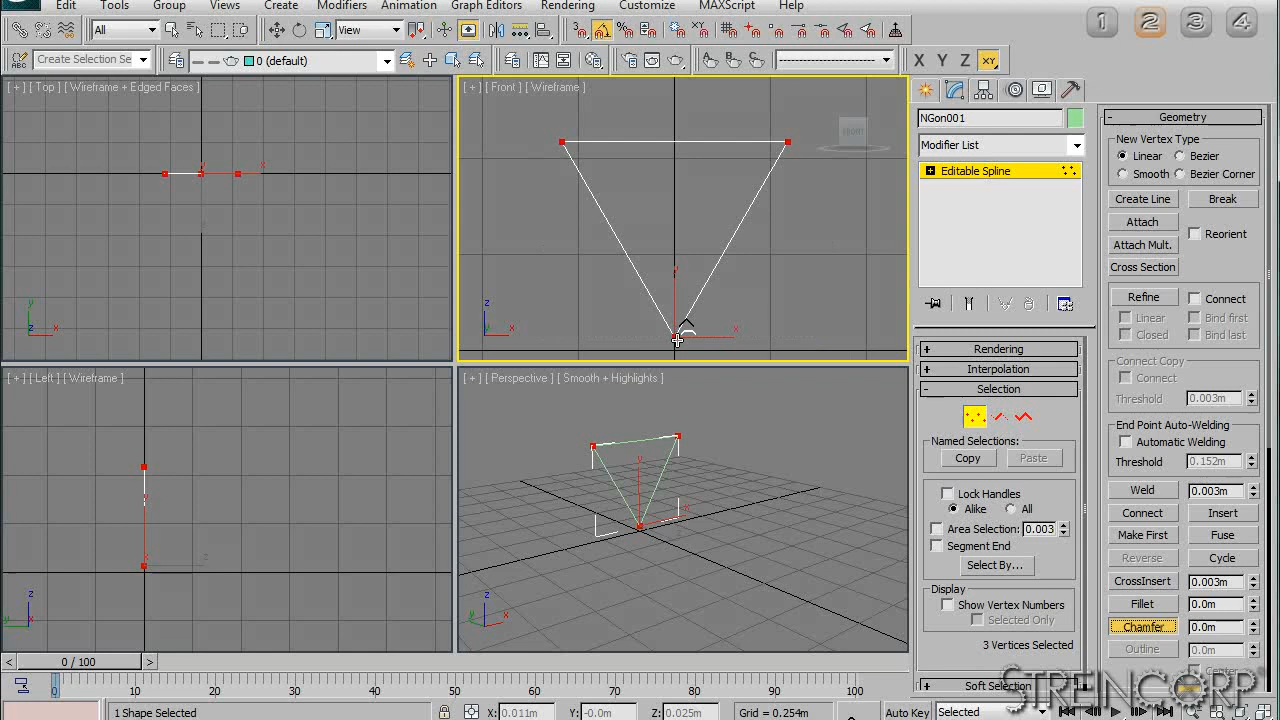 Edit Tools Group Views Create Modifiers Animation Graph Editors Rendering Customize MAXScript Help
1 2 3 4
All View 3
ABC Create Selection Se 0 (default) X Y Z XY
[ + ] [ Top ] [ Wireframe + Edged Faces ]
[ + ] [ Front ] [ Wireframe ]
FRONT
[ + ] [ Left ] [ Wireframe ]
[ + ] [ Perspective ] [ Smooth + Highlights ]
NGon001
Modifier List
Editable Spline
+ Rendering
+ Interpolation
- Selection
Named Selections:
Copy Paste
Lock Handles
Alike All
Area Selection: 0.003
Segment End
Select By...
Display
Show Vertex Numbers
Selected Only
3 Vertices Selected
+ Soft Selection
- Geometry
New Vertex Type
Linear Bezier
Smooth Bezier Corner
Create Line Break
Attach Reorient
Attach Mult.
Cross Section
Refine Connect
Linear Bind first
Closed Bind last
Connect Copy
Connect
Threshold 0.003m
End Point Auto-Welding
Automatic Welding
Threshold 0.152m
Weld 0.003m
Connect Insert
Make First Fuse
Reverse Cycle
CrossInsert 0.003m
Fillet 0.0m
Chamfer 0.0m
Outline 0.0m
Center
STREINCORP
< 0 / 100 >
0 10 20 30 40 50 60 70 80 90 100
1 Shape Selected X: 0.011m Y: -0.0m Z: 0.025m Grid = 0.254m Auto Key Selected